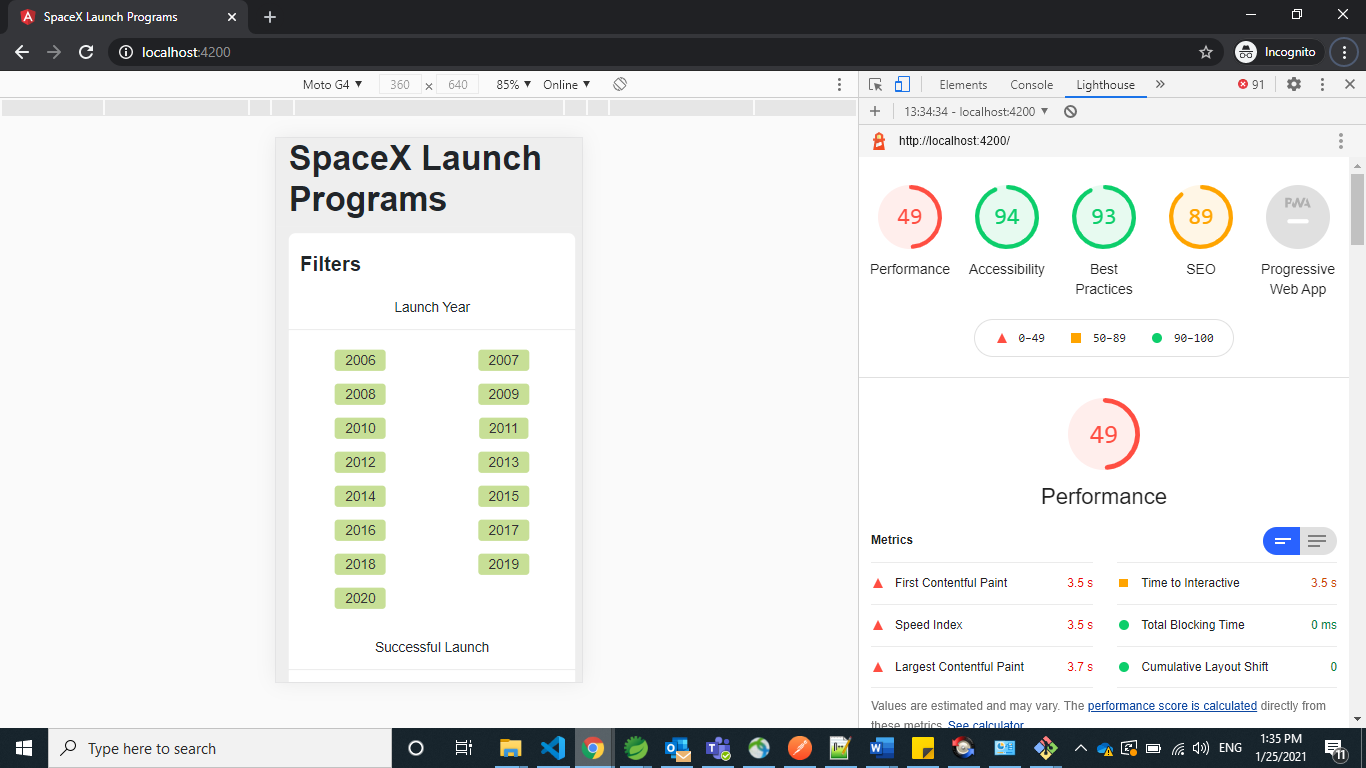 SpaceX Launch Programs
localhost:4200
Incognito
Moto G4 360 × 640 85% Online
Elements Console Lighthouse 91
13:34:34 - localhost:4200
http://localhost:4200/
SpaceX Launch
Programs
Filters
Launch Year
2006 2007
2008 2009
2010 2011
2012 2013
2014 2015
2016 2017
2018 2019
2020
Successful Launch
49 94 93 89 PWA
Performance Accessibility Best Practices SEO Progressive Web App
0–49 50–89 90–100
49
Performance
Metrics
First Contentful Paint 3.5 s Time to Interactive 3.5 s
Speed Index 3.5 s Total Blocking Time 0 ms
Largest Contentful Paint 3.7 s Cumulative Layout Shift 0
Values are estimated and may vary. The performance score is calculated directly from
these metrics. See calculator.
Type here to search
ENG
1:35 PM
1/25/2021
11